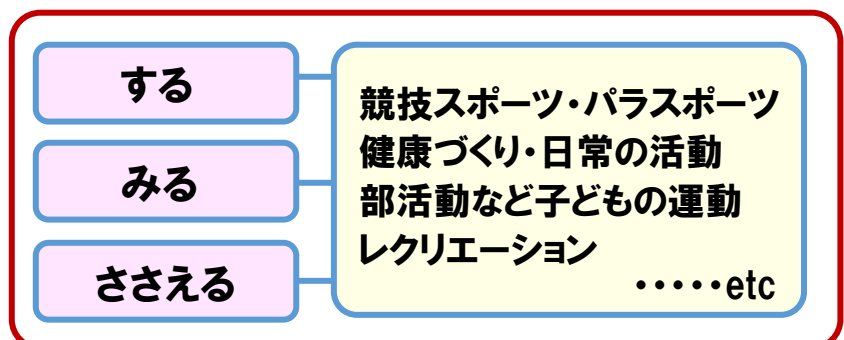 する
みる
ささえる
競技スポーツ・パラスポーツ
健康づくり・日常の活動
部活動など子どもの運動
レクリエーション
・・・・・etc